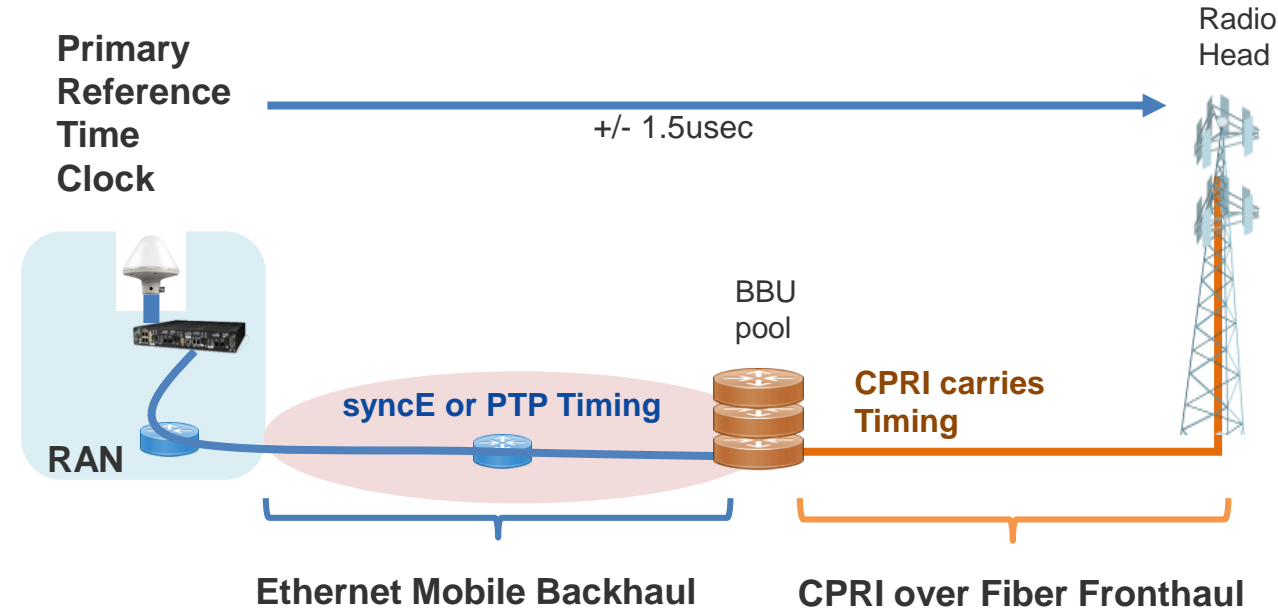 Primary
Reference
Time
Clock
Radio
Head
+/- 1.5usec
BBU
pool
syncE or PTP Timing
CPRI carries
Timing
RAN
Ethernet Mobile Backhaul
CPRI over Fiber Fronthaul